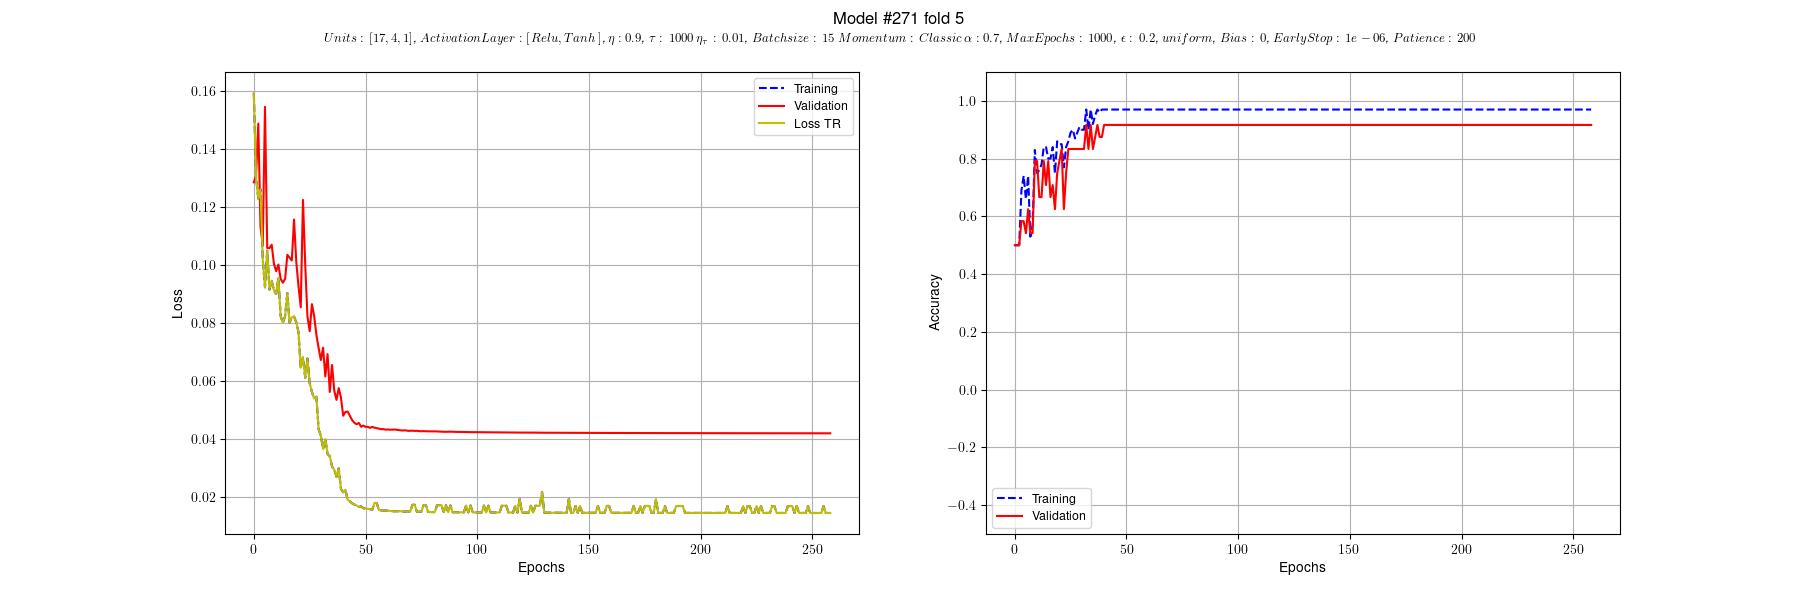 Model #271 fold 5
Units : [17, 4, 1], ActivationLayer : [Relu, Tanh], η : 0.9, τ : 1000 ητ : 0.01, Batchsize : 15 Momentum : Classic α : 0.7, MaxEpochs : 1000, ϵ : 0.2, uniform, Bias : 0, EarlyStop : 1e − 06, Patience : 200
Loss
0.16
0.14
0.12
0.10
0.08
0.06
0.04
0.02
0
50
100
150
200
250
Epochs
Training
Validation
Loss TR
Accuracy
1.0
0.8
0.6
0.4
0.2
0.0
−0.2
−0.4
0
50
100
150
200
250
Epochs
Training
Validation